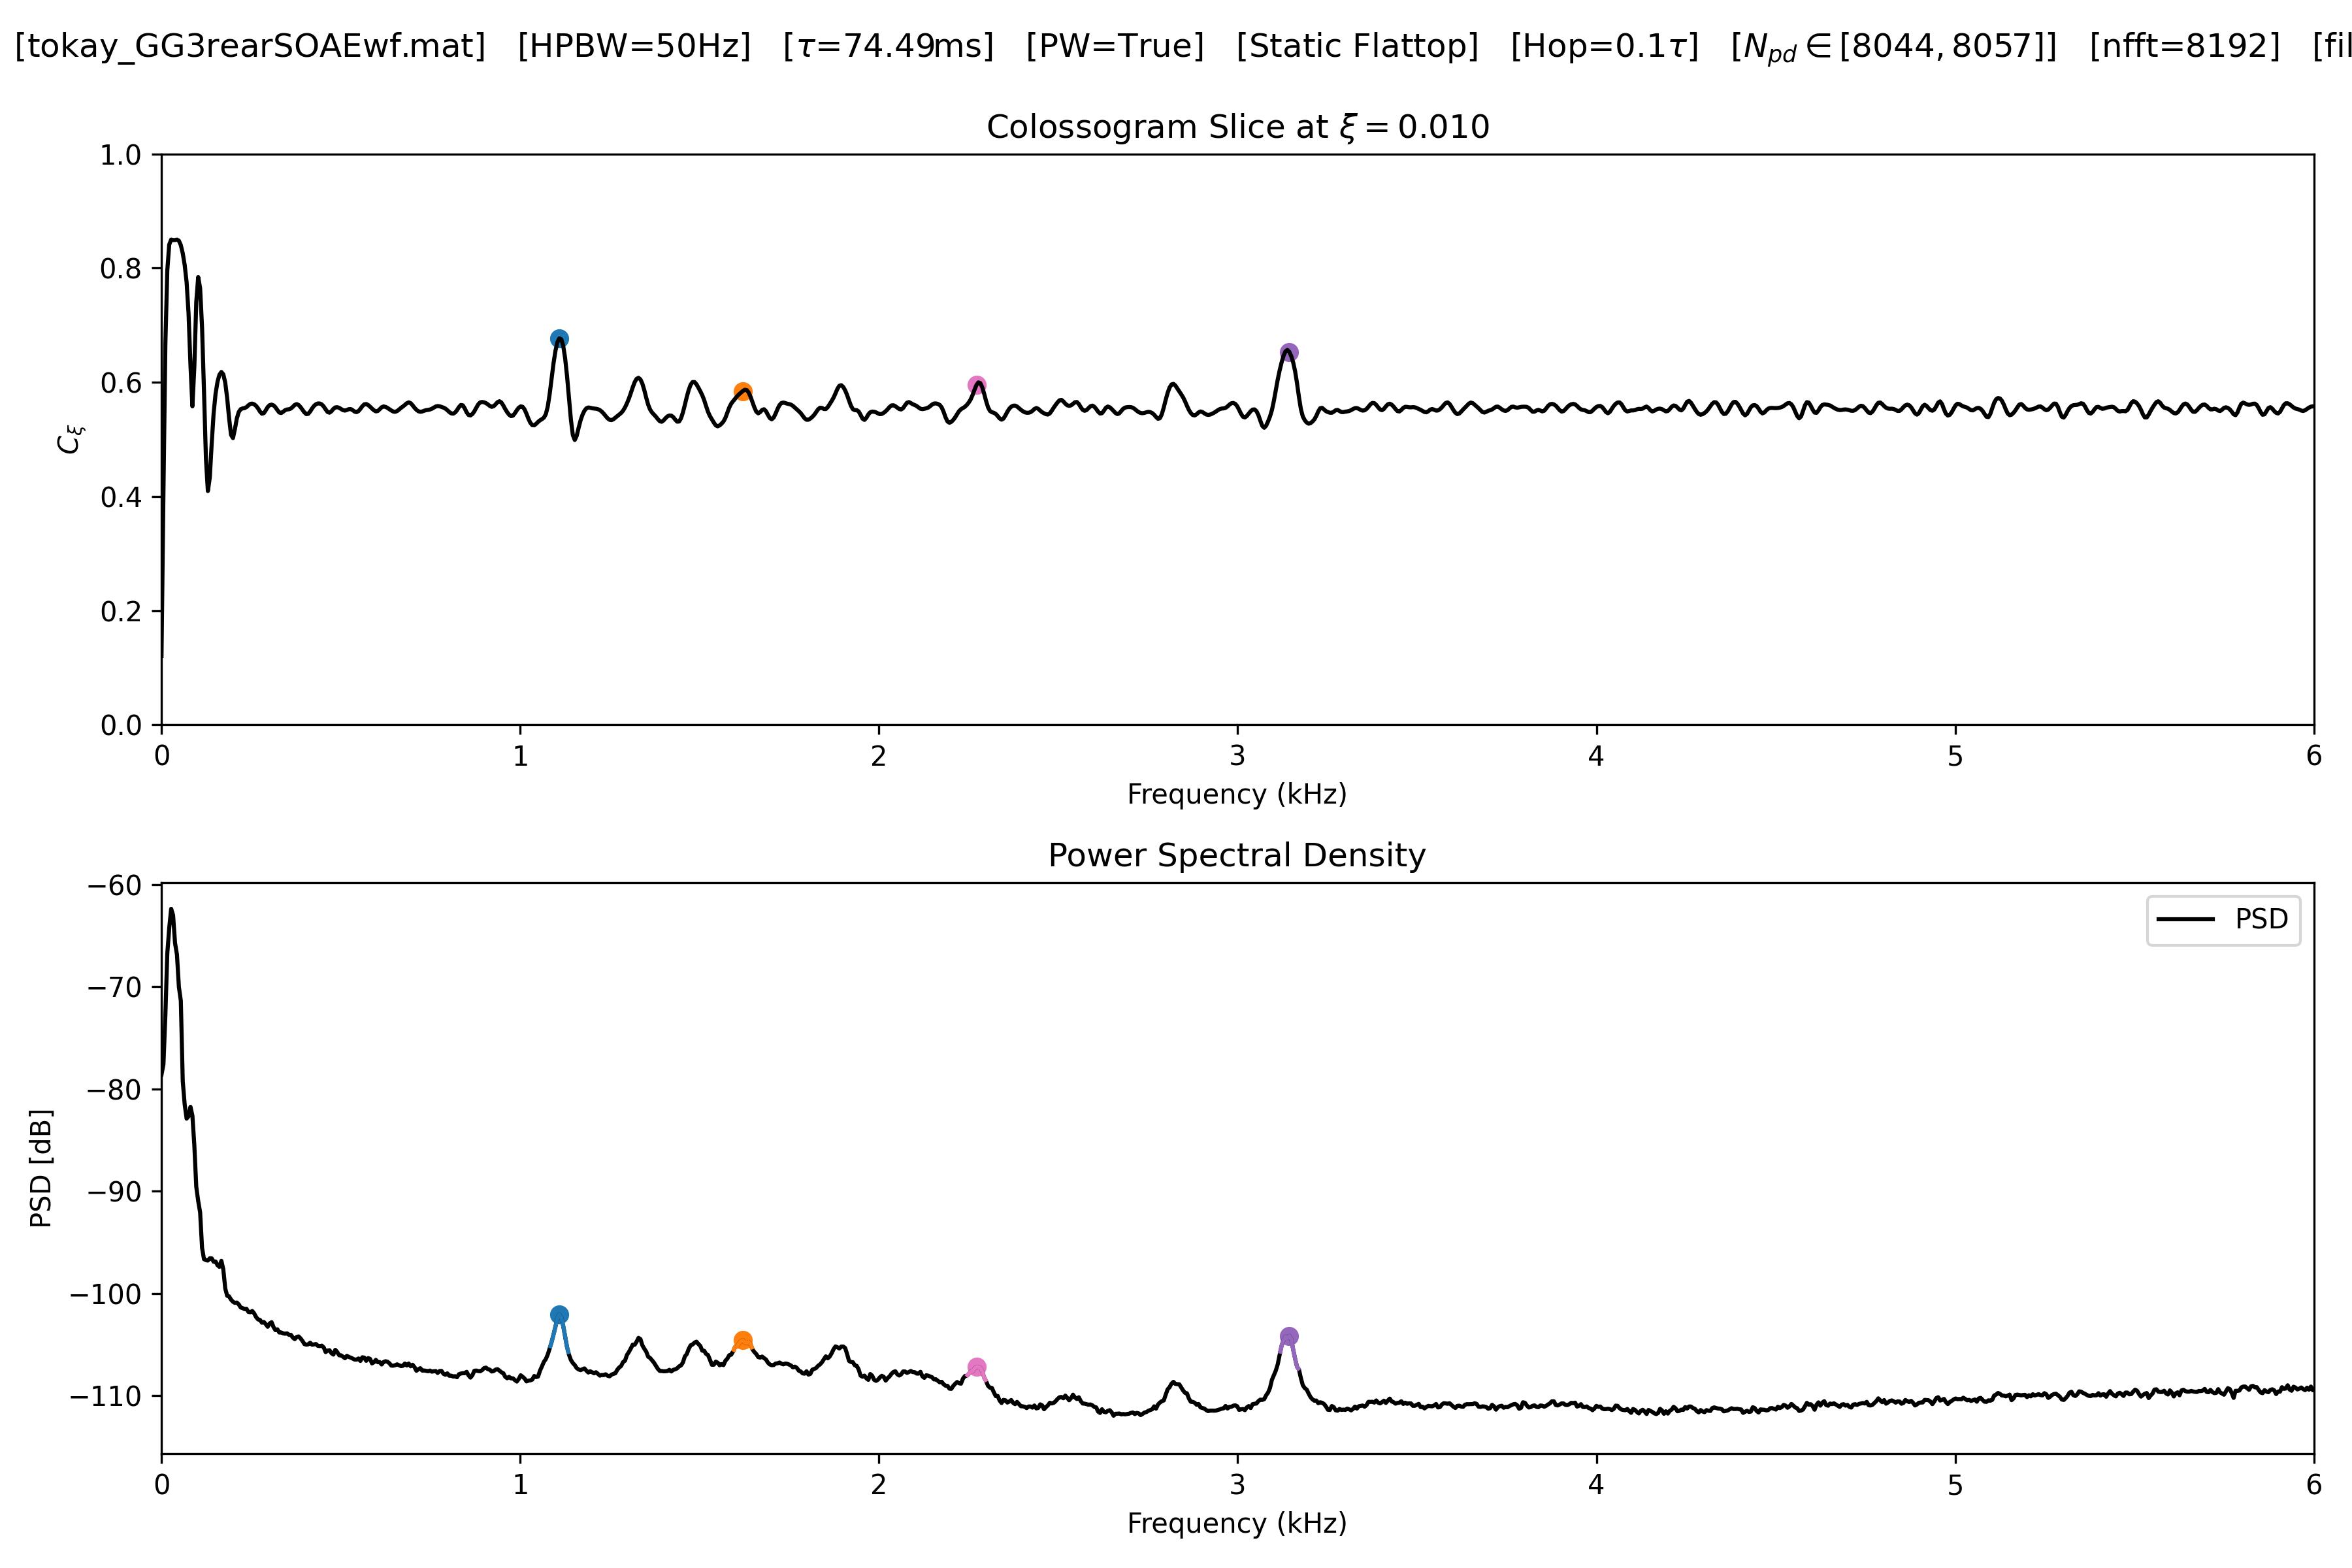 [tokay_GG3rearSOAEwf.mat] [HPBW=50Hz] [τ=74.49ms] [PW=True] [Static Flattop] [Hop=0.1τ] [N_pd ∈ [8044, 8057]] [nfft=8192] [fil
Colossogram Slice at ξ = 0.010
1.0
0.8
0.6
0.4
0.2
0.0
C_ξ
0 1 2 3 4 5 6
Frequency (kHz)
Power Spectral Density
−60
−70
−80
−90
−100
−110
PSD [dB]
PSD
0 1 2 3 4 5 6
Frequency (kHz)